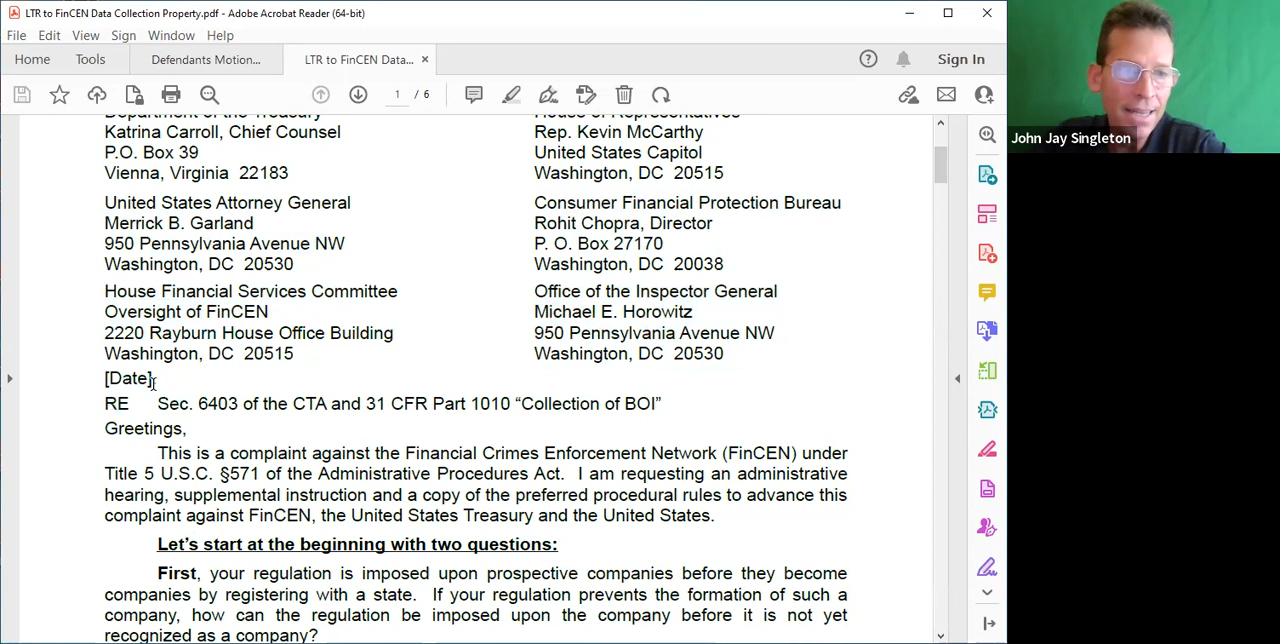 LTR to FinCEN Data Collection Property.pdf - Adobe Acrobat Reader (64-bit)
File Edit View Sign Window Help
Home Tools Defendants Motion... LTR to FinCEN Data... × Sign In
1 / 6
Department of the Treasury House of Representatives
Katrina Carroll, Chief Counsel Rep. Kevin McCarthy
P.O. Box 39 United States Capitol
Vienna, Virginia 22183 Washington, DC 20515
United States Attorney General Consumer Financial Protection Bureau
Merrick B. Garland Rohit Chopra, Director
950 Pennsylvania Avenue NW P. O. Box 27170
Washington, DC 20530 Washington, DC 20038
House Financial Services Committee Office of the Inspector General
Oversight of FinCEN Michael E. Horowitz
2220 Rayburn House Office Building 950 Pennsylvania Avenue NW
Washington, DC 20515 Washington, DC 20530
[Date]
RE Sec. 6403 of the CTA and 31 CFR Part 1010 “Collection of BOI”
Greetings,
This is a complaint against the Financial Crimes Enforcement Network (FinCEN) under
Title 5 U.S.C. §571 of the Administrative Procedures Act. I am requesting an administrative
hearing, supplemental instruction and a copy of the preferred procedural rules to advance this
complaint against FinCEN, the United States Treasury and the United States.
Let’s start at the beginning with two questions:
First, your regulation is imposed upon prospective companies before they become
companies by registering with a state. If your regulation prevents the formation of such a
company, how can the regulation be imposed upon the company before it is not yet
recognized as a company?
John Jay Singleton